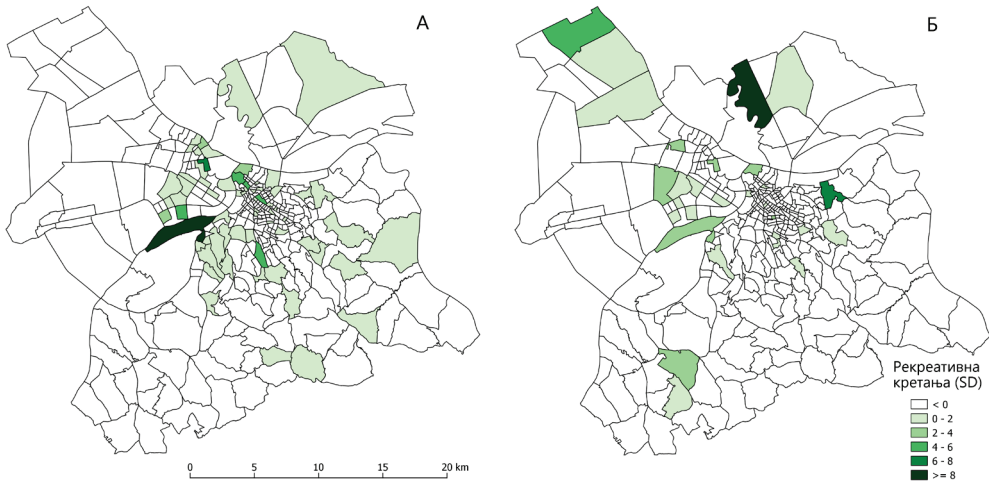 А
Б
Рекреативна
кретања (SD)
< 0
0 - 2
2 - 4
4 - 6
6 - 8
>= 8
0 5 10 15 20 km